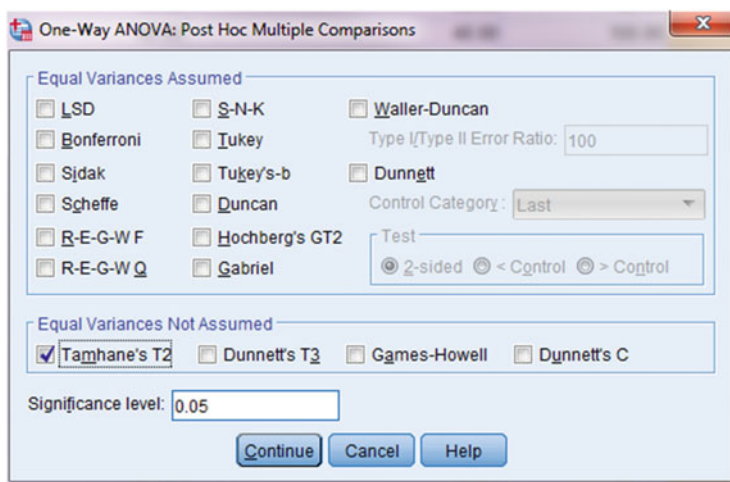 One-Way ANOVA: Post Hoc Multiple Comparisons
Equal Variances Assumed
LSD S-N-K Waller-Duncan
Bonferroni Tukey Type I/Type II Error Ratio: 100
Sidak Tukey's-b Dunnett
Scheffe Duncan Control Category: Last
R-E-G-W F Hochberg's GT2 Test
R-E-G-W Q Gabriel 2-sided < Control > Control
Equal Variances Not Assumed
Tamhane's T2 Dunnett's T3 Games-Howell Dunnett's C
Significance level: 0.05
Continue Cancel Help